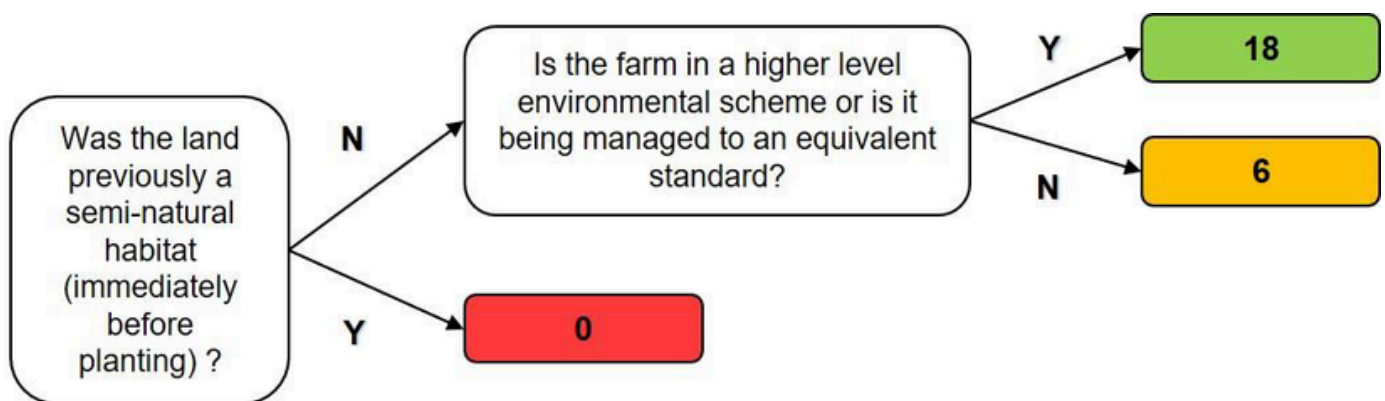 Was the land
previously a
semi-natural
habitat
(immediately
before
planting) ?
N
Y
Is the farm in a higher level
environmental scheme or is it
being managed to an equivalent
standard?
Y
N
18
6
0